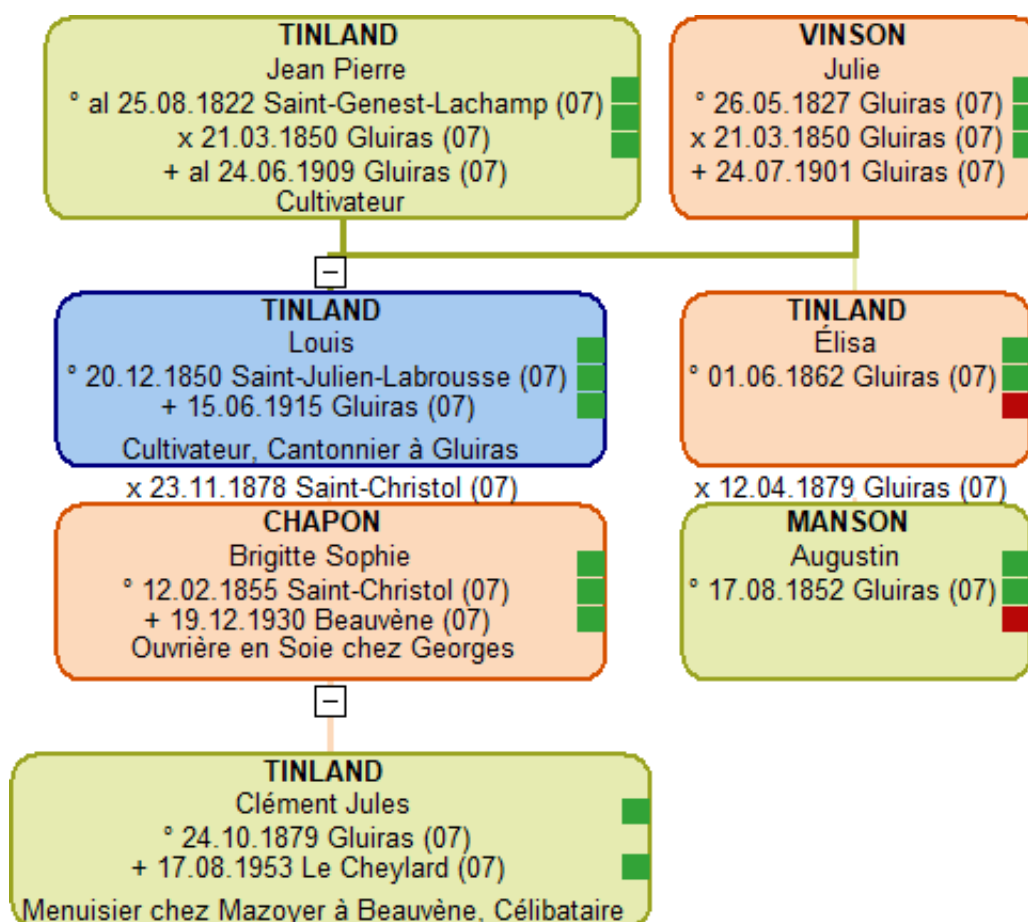 TINLAND
Jean Pierre
° al 25.08.1822 Saint-Genest-Lachamp (07)
x 21.03.1850 Gluiras (07)
+ al 24.06.1909 Gluiras (07)
Cultivateur
VINSON
Julie
° 26.05.1827 Gluiras (07)
x 21.03.1850 Gluiras (07)
+ 24.07.1901 Gluiras (07)
TINLAND
Louis
° 20.12.1850 Saint-Julien-Labrousse (07)
+ 15.06.1915 Gluiras (07)
Cultivateur, Cantonnier à Gluiras
x 23.11.1878 Saint-Christol (07)
CHAPON
Brigitte Sophie
° 12.02.1855 Saint-Christol (07)
+ 19.12.1930 Beauvène (07)
Ouvrière en Soie chez Georges
TINLAND
Élisa
° 01.06.1862 Gluiras (07)
x 12.04.1879 Gluiras (07)
MANSON
Augustin
° 17.08.1852 Gluiras (07)
TINLAND
Clément Jules
° 24.10.1879 Gluiras (07)
+ 17.08.1953 Le Cheylard (07)
Menuisier chez Mazoyer à Beauvène, Célibataire